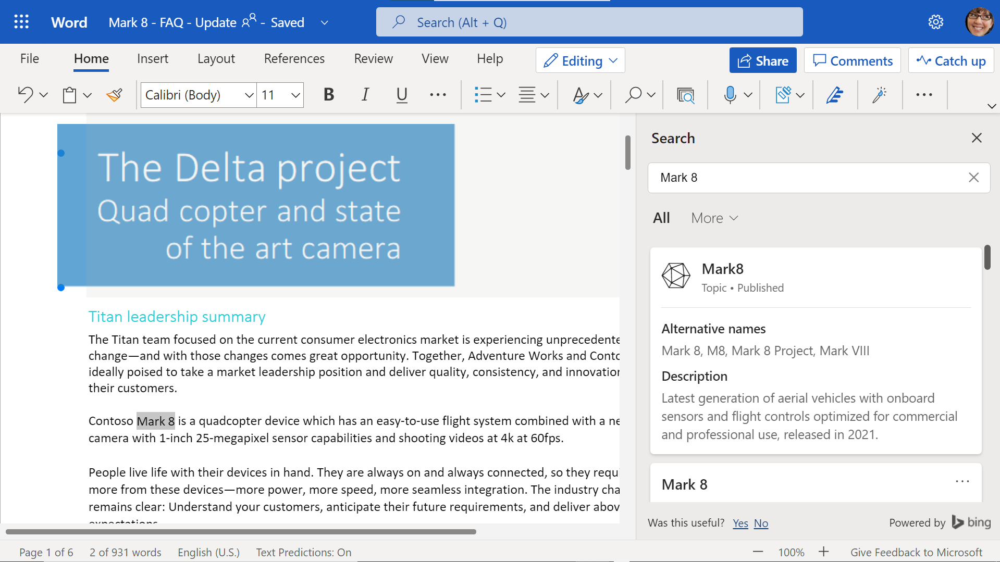 Word
Mark 8 - FAQ - Update - Saved
Search (Alt + Q)
File Home Insert Layout References Review View Help Editing Share Comments Catch up
Calibri (Body) 11 B I U
The Delta project
Quad copter and state
of the art camera
Titan leadership summary
The Titan team focused on the current consumer electronics market is experiencing unprecedente
change—and with those changes comes great opportunity. Together, Adventure Works and Conto
ideally poised to take a market leadership position and deliver quality, consistency, and innovation
their customers.
Contoso Mark 8 is a quadcopter device which has an easy-to-use flight system combined with a ne
camera with 1-inch 25-megapixel sensor capabilities and shooting videos at 4k at 60fps.
People live life with their devices in hand. They are always on and always connected, so they requi
more from these devices—more power, more speed, more seamless integration. The industry cha
remains clear: Understand your customers, anticipate their future requirements, and deliver abov
expectations
Search
Mark 8
All More
Mark8
Topic • Published
Alternative names
Mark 8, M8, Mark 8 Project, Mark VIII
Description
Latest generation of aerial vehicles with onboard
sensors and flight controls optimized for commercial
and professional use, released in 2021.
Mark 8
Was this useful? Yes No
Powered by bing
Page 1 of 6 2 of 931 words English (U.S.) Text Predictions: On 100% Give Feedback to Microsoft